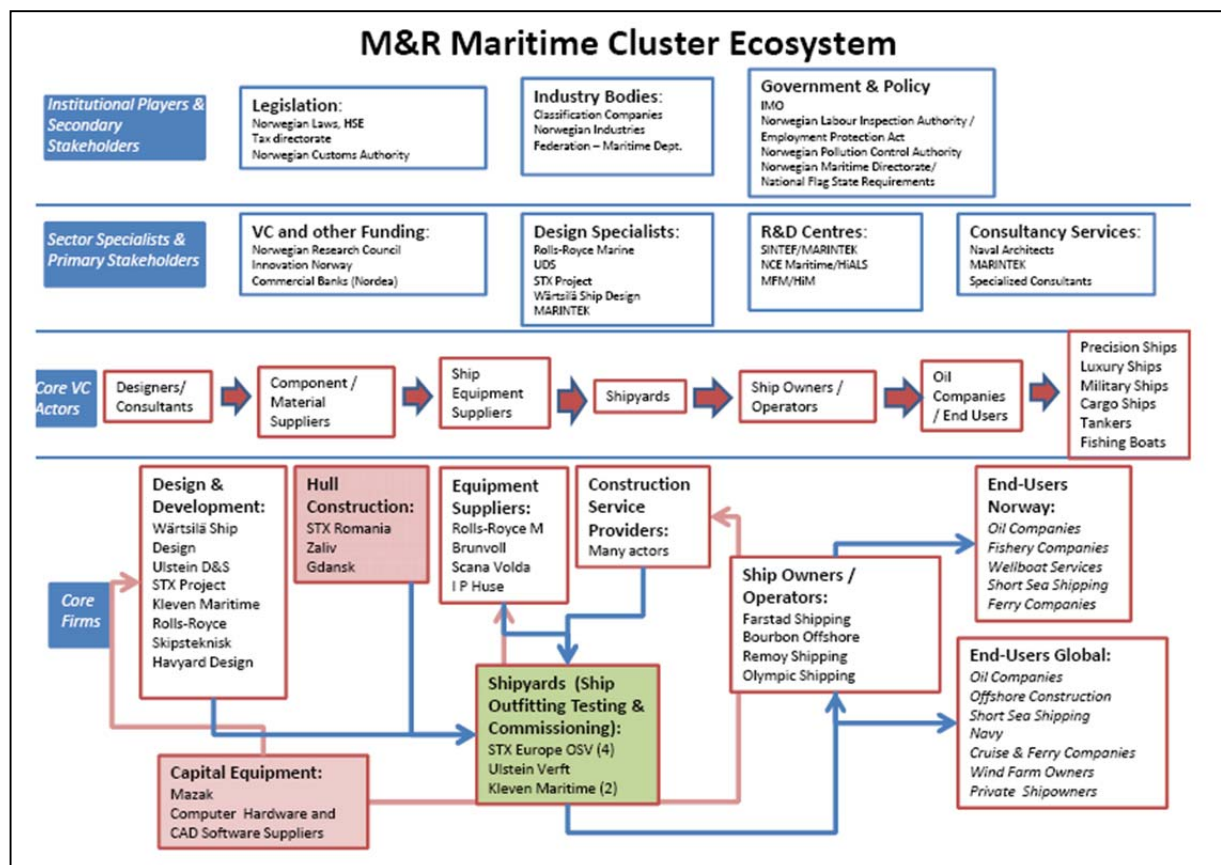 M&R Maritime Cluster Ecosystem
Institutional Players &
Secondary
Stakeholders
Legislation:
Norwegian Laws, HSE
Tax directorate
Norwegian Customs Authority
Industry Bodies:
Classification Companies
Norwegian Industries
Federation – Maritime Dept.
Government & Policy
IMO
Norwegian Labour Inspection Authority /
Employment Protection Act
Norwegian Pollution Control Authority
Norwegian Maritime Directorate/
National Flag State Requirements
Sector Specialists &
Primary Stakeholders
VC and other Funding:
Norwegian Research Council
Innovation Norway
Commercial Banks (Nordea)
Design Specialists:
Rolls-Royce Marine
UDS
STX Project
Wärtsilä Ship Design
MARINTEK
R&D Centres:
SINTEF/MARINTEK
NCE Maritime/HiALS
MFM/HiM
Consultancy Services:
Naval Architects
MARINTEK
Specialized Consultants
Core VC
Actors
Designers/
Consultants
Component /
Material
Suppliers
Ship
Equipment
Suppliers
Shipyards
Ship Owners /
Operators
Oil
Companies
/ End Users
Precision Ships
Luxury Ships
Military Ships
Cargo Ships
Tankers
Fishing Boats
Core
Firms
Design &
Development:
Wärtsilä Ship
Design
Ulstein D&S
STX Project
Kleven Maritime
Rolls-Royce
Skipsteknisk
Havyard Design
Hull
Construction:
STX Romania
Zaliv
Gdansk
Equipment
Suppliers:
Rolls-Royce M
Brunvoll
Scana Volda
I P Huse
Construction
Service
Providers:
Many actors
Ship Owners /
Operators:
Farstad Shipping
Bourbon Offshore
Remoy Shipping
Olympic Shipping
End-Users
Norway:
Oil Companies
Fishery Companies
Wellboat Services
Short Sea Shipping
Ferry Companies
Shipyards (Ship
Outfitting Testing &
Commissioning):
STX Europe OSV (4)
Ulstein Verft
Kleven Maritime (2)
End-Users Global:
Oil Companies
Offshore Construction
Short Sea Shipping
Navy
Cruise & Ferry Companies
Wind Farm Owners
Private Shipowners
Capital Equipment:
Mazak
Computer Hardware and
CAD Software Suppliers